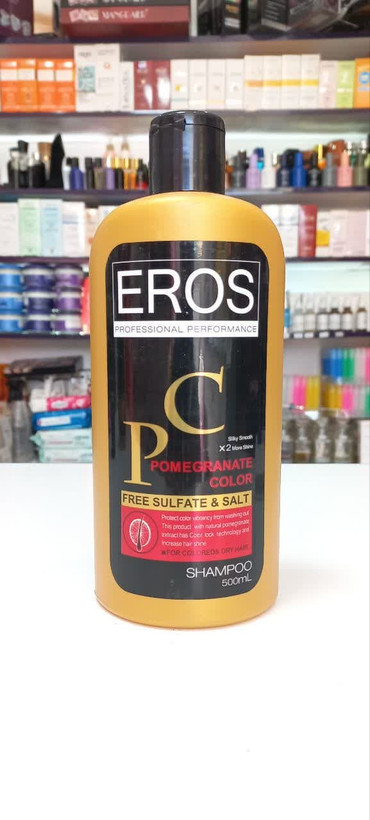 EROS
PROFESSIONAL PERFORMANCE
PC
Silky Smooth
x2 More Shine
POMEGRANATE
COLOR
FREE SULFATE & SALT
Protect color vibrancy from washing out
This product with natural pomegranate
extract has Color lock technology and
increase hair shine
FOR COLORED& DRY HAIR
SHAMPOO
500mL